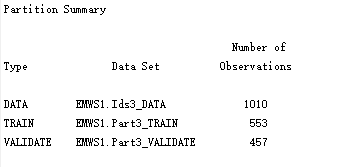 Partition Summary
Number of
Type Data Set Observations
DATA EMWS1.Ids3_DATA 1010
TRAIN EMWS1.Part3_TRAIN 553
VALIDATE EMWS1.Part3_VALIDATE 457